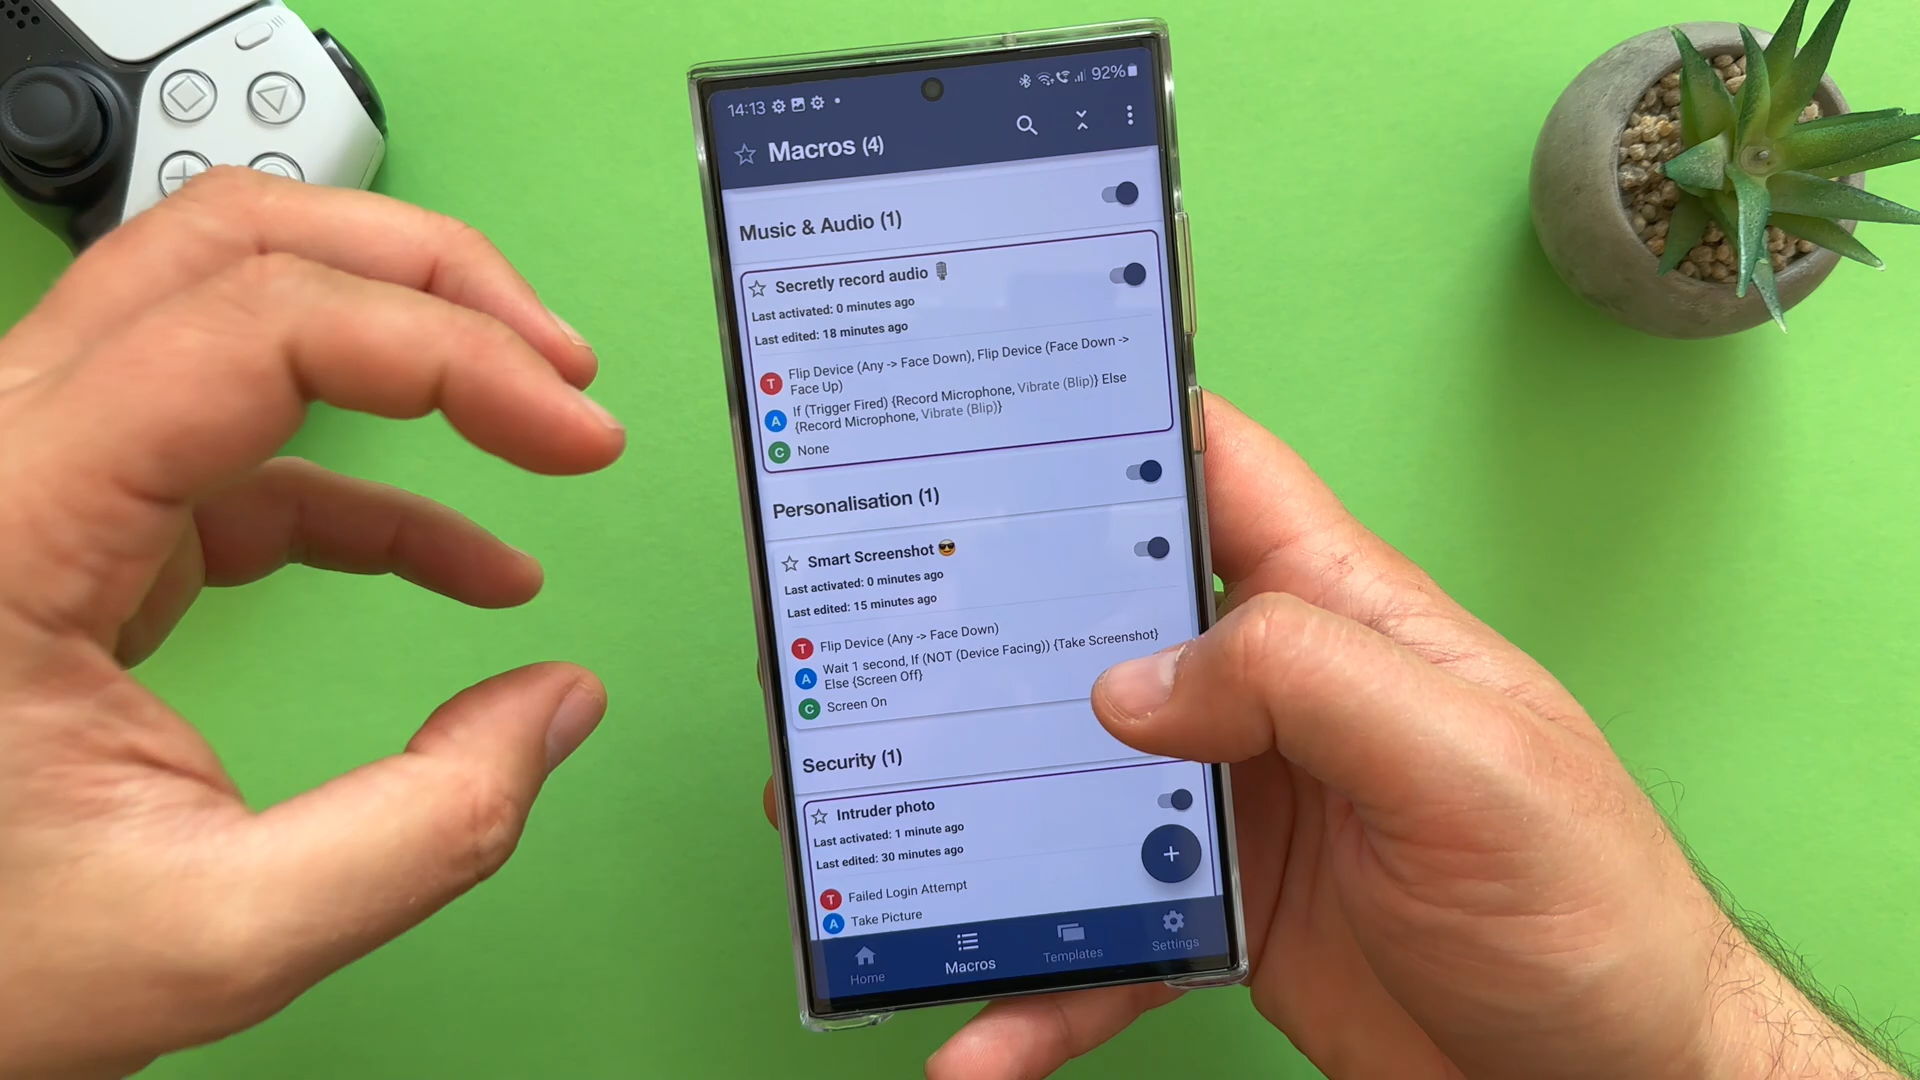 14:13
92%
Macros (4)
Music & Audio (1)
Secretly record audio 🎙
Last activated: 0 minutes ago
Last edited: 18 minutes ago
T Flip Device (Any -> Face Down), Flip Device (Face Down ->
Face Up)
A If (Trigger Fired) {Record Microphone, Vibrate (Blip)} Else
{Record Microphone, Vibrate (Blip)}
C None
Personalisation (1)
Smart Screenshot 😎
Last activated: 0 minutes ago
Last edited: 15 minutes ago
T Flip Device (Any -> Face Down)
A Wait 1 second, If (NOT (Device Facing)) {Take Screenshot}
Else {Screen Off}
C Screen On
Security (1)
Intruder photo
Last activated: 1 minute ago
Last edited: 30 minutes ago
T Failed Login Attempt
A Take Picture
+
Home
Macros
Templates
Settings